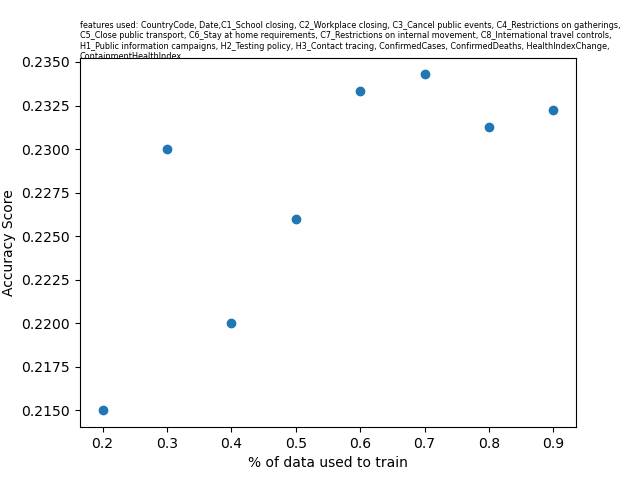 features used: CountryCode, Date,C1_School closing, C2_Workplace closing, C3_Cancel public events, C4_Restrictions on gatherings,
C5_Close public transport, C6_Stay at home requirements, C7_Restrictions on internal movement, C8_International travel controls,
H1_Public information campaigns, H2_Testing policy, H3_Contact tracing, ConfirmedCases, ConfirmedDeaths, HealthIndexChange,
ContainmentHealthIndex
0.2350
0.2325
0.2300
0.2275
0.2250
0.2225
0.2200
0.2175
0.2150
Accuracy Score
0.2 0.3 0.4 0.5 0.6 0.7 0.8 0.9
% of data used to train